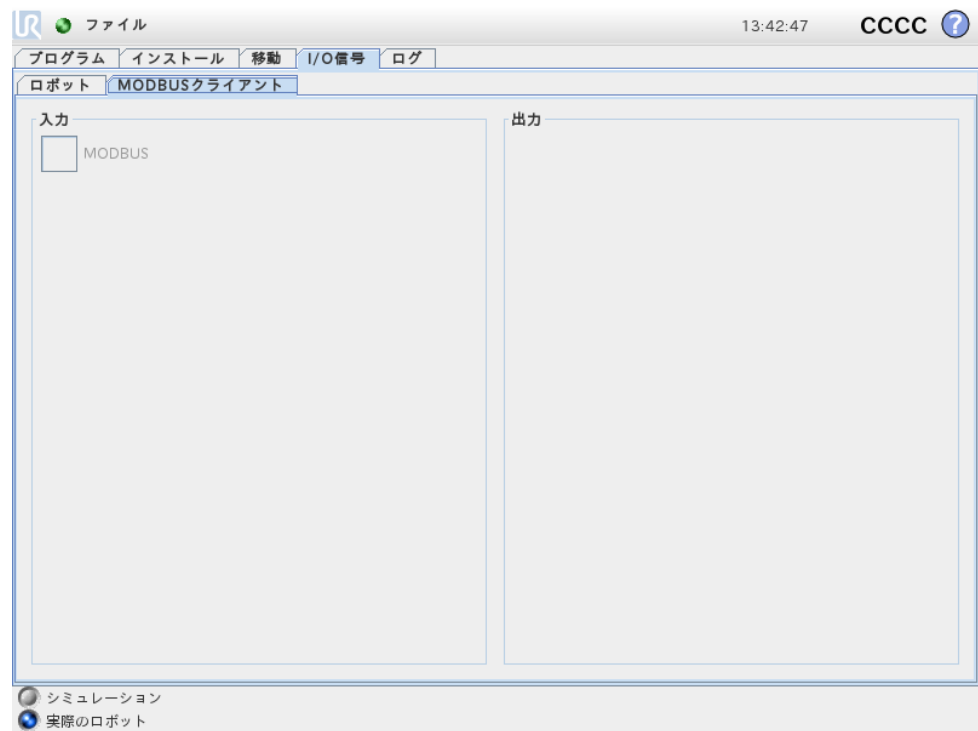 UR ファイル 13:42:47 CCCC ?
プログラム インストール 移動 I/O信号 ログ
ロボット MODBUSクライアント
入力 出力
MODBUS
シミュレーション
実際のロボット